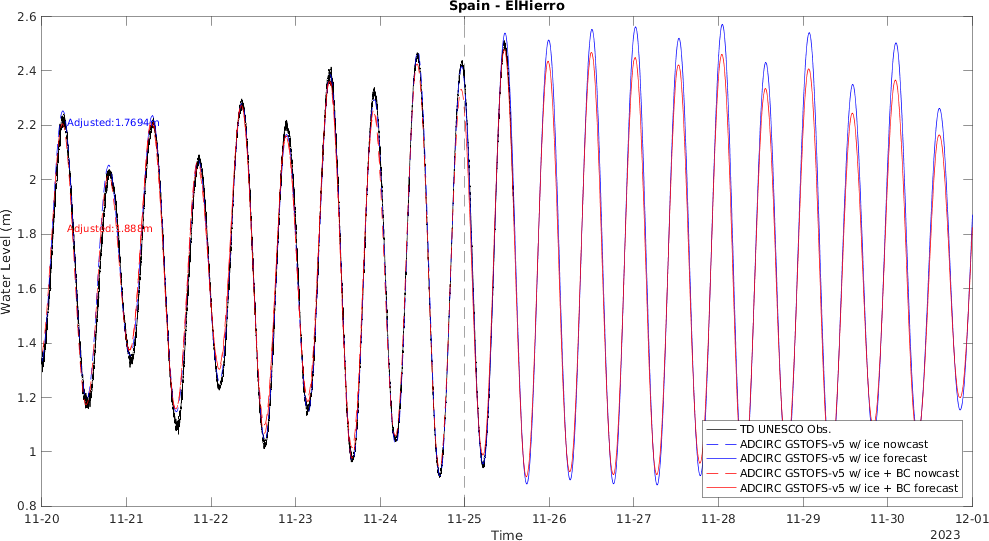 Spain - ElHierro
Water Level (m)
2.6
2.4
2.2
2
1.8
1.6
1.4
1.2
1
0.8
Adjusted:1.7694m
Adjusted:1.888m
TD UNESCO Obs.
ADCIRC GSTOFS-v5 w/ ice nowcast
ADCIRC GSTOFS-v5 w/ ice forecast
ADCIRC GSTOFS-v5 w/ ice + BC nowcast
ADCIRC GSTOFS-v5 w/ ice + BC forecast
11-20 11-21 11-22 11-23 11-24 11-25 11-26 11-27 11-28 11-29 11-30 12-01
Time
2023